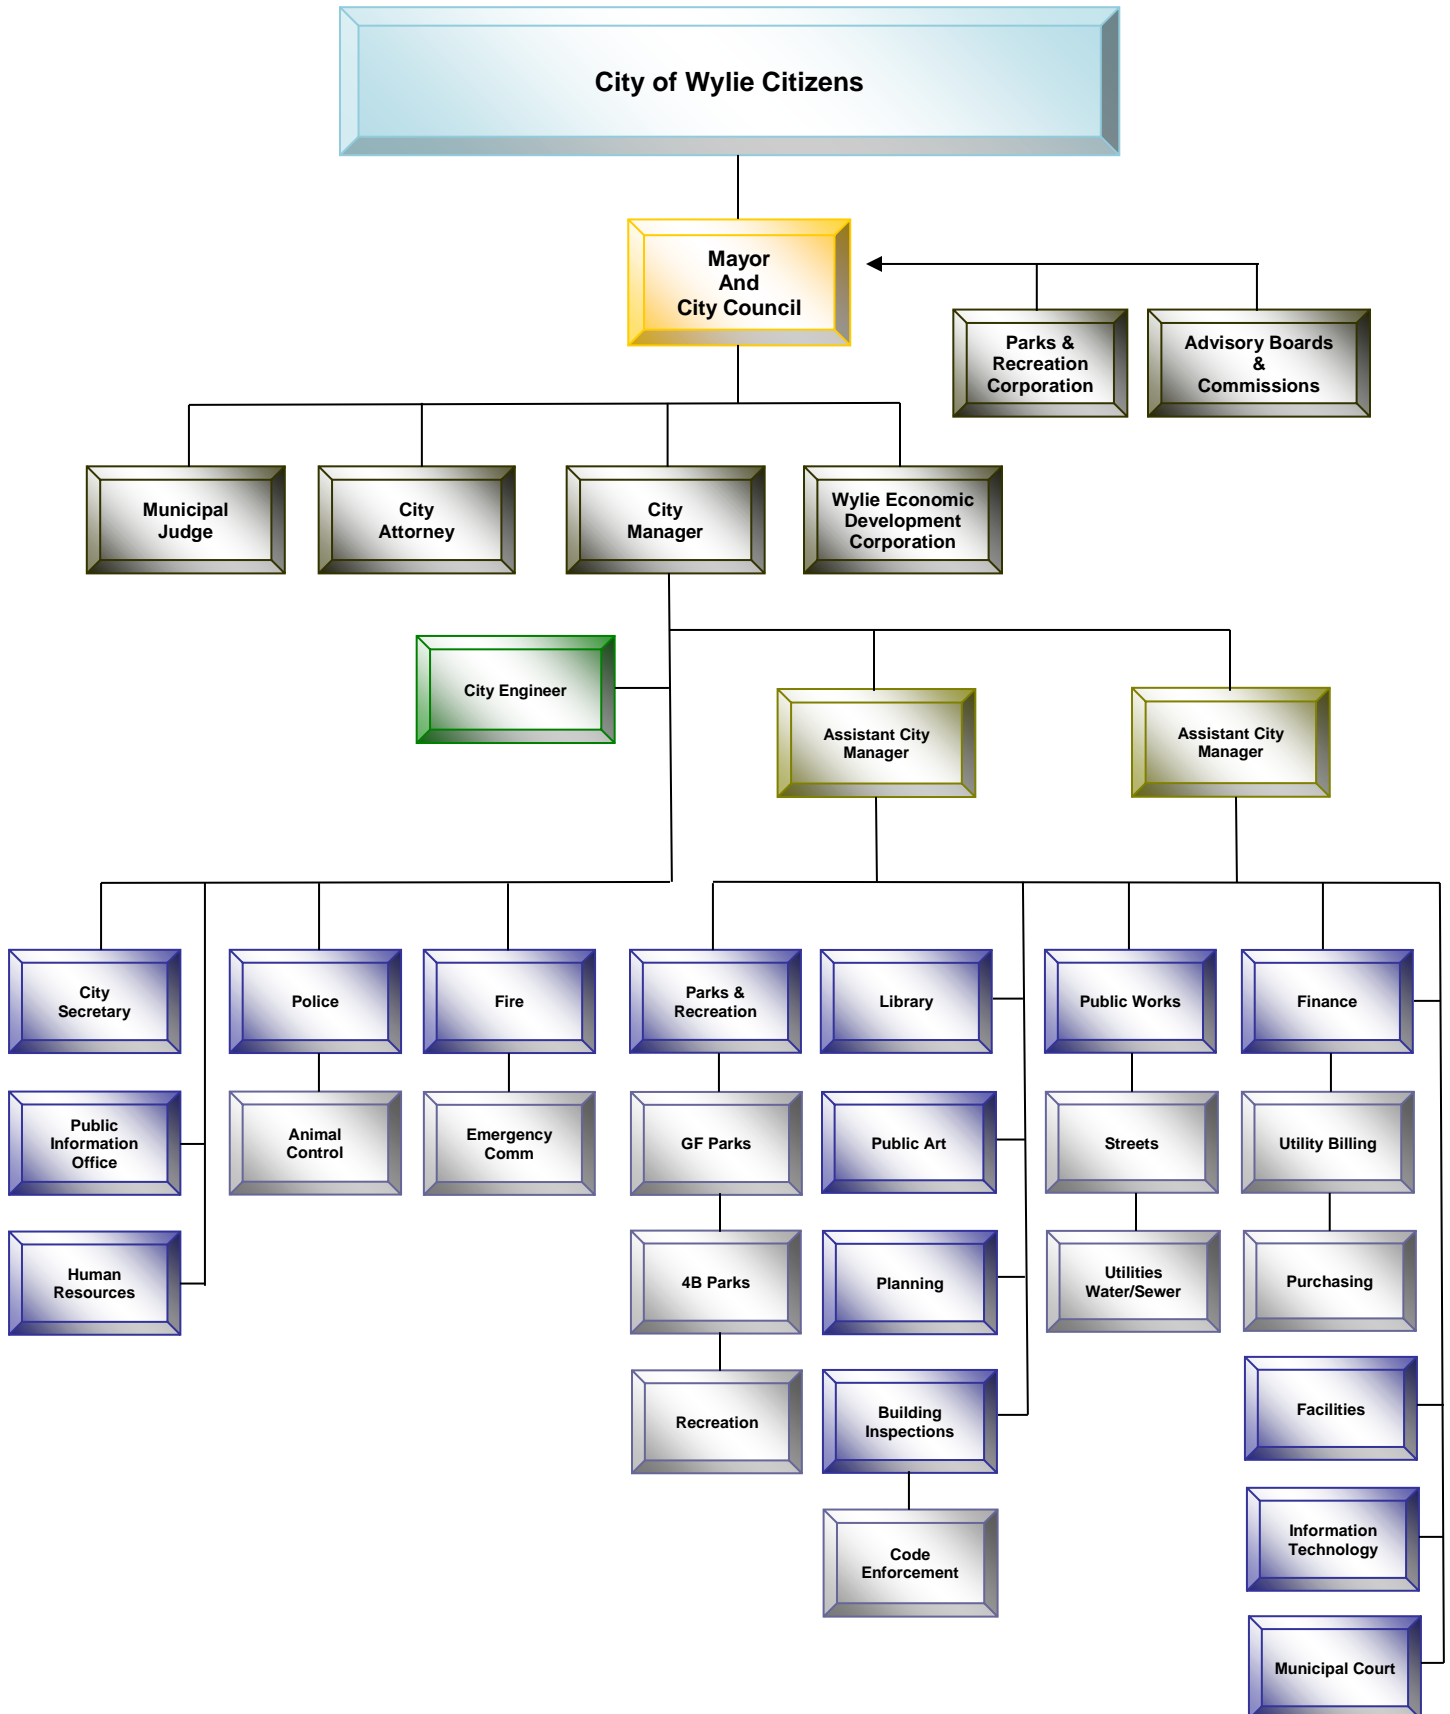 City of Wylie Citizens
Mayor
And
City Council
Parks &
Recreation
Corporation
Advisory Boards
&
Commissions
Municipal
Judge
City
Attorney
City
Manager
Wylie Economic
Development
Corporation
City Engineer
Assistant City
Manager
Assistant City
Manager
City
Secretary
Police
Fire
Parks &
Recreation
Library
Public Works
Finance
Public
Information
Office
Animal
Control
Emergency
Comm
GF Parks
Public Art
Streets
Utility Billing
Human
Resources
4B Parks
Planning
Utilities
Water/Sewer
Purchasing
Recreation
Building
Inspections
Facilities
Code
Enforcement
Information
Technology
Municipal Court